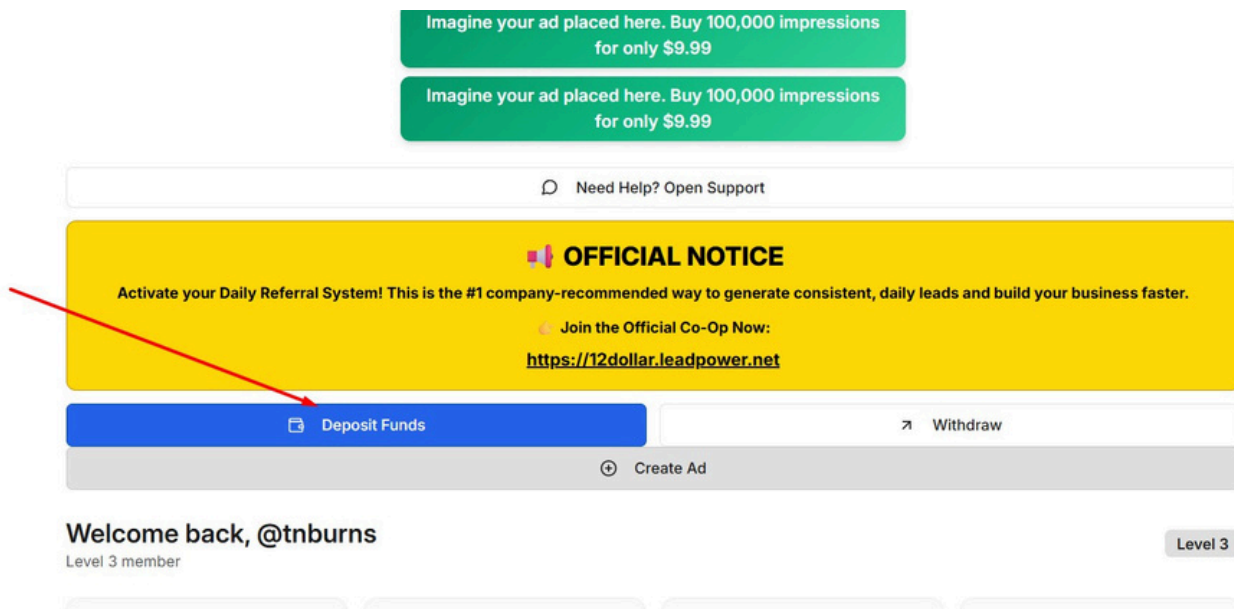 Imagine your ad placed here. Buy 100,000 impressions
for only $9.99
Imagine your ad placed here. Buy 100,000 impressions
for only $9.99
Need Help? Open Support
OFFICIAL NOTICE
Activate your Daily Referral System! This is the #1 company-recommended way to generate consistent, daily leads and build your business faster.
Join the Official Co-Op Now:
https://12dollar.leadpower.net
Deposit Funds
Withdraw
Create Ad
Welcome back, @tnburns
Level 3 member
Level 3